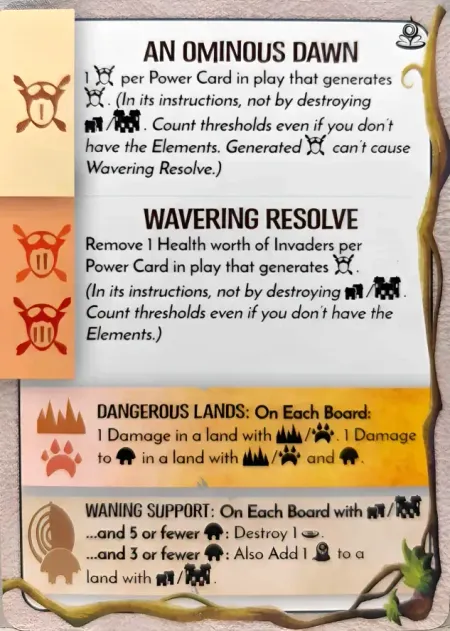 AN OMINOUS DAWN
1 per Power Card in play that generates
. (In its instructions, not by destroying
/ . Count thresholds even if you don't
have the Elements. Generated can't cause
Wavering Resolve.)
I
WAVERING RESOLVE
Remove 1 Health worth of Invaders per
Power Card in play that generates .
(In its instructions, not by destroying / .
Count thresholds even if you don't have the
Elements.)
II
III
DANGEROUS LANDS: On Each Board:
1 Damage in a land with / . 1 Damage
to in a land with / and .
WANING SUPPORT: On Each Board with /
...and 5 or fewer : Destroy 1 .
...and 3 or fewer : Also Add 1 to a
land with / .